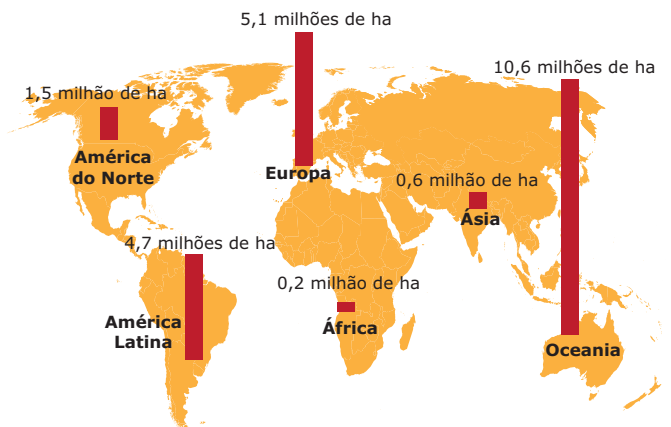 5,1 milhões de ha
Europa
10,6 milhões de ha
Oceania
1,5 milhão de ha
América
do Norte
0,6 milhão de ha
Ásia
4,7 milhões de ha
América
Latina
0,2 milhão de ha
África